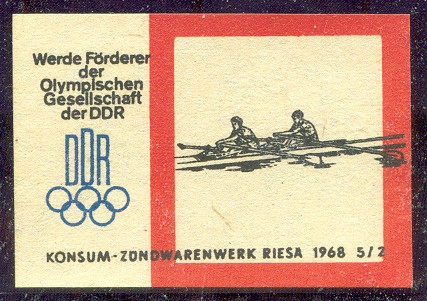 Werde Förderer
der
Olympischen
Gesellschaft
der DDR
DDR
KONSUM-ZÜNDWARENWERK RIESA 1968 5/2